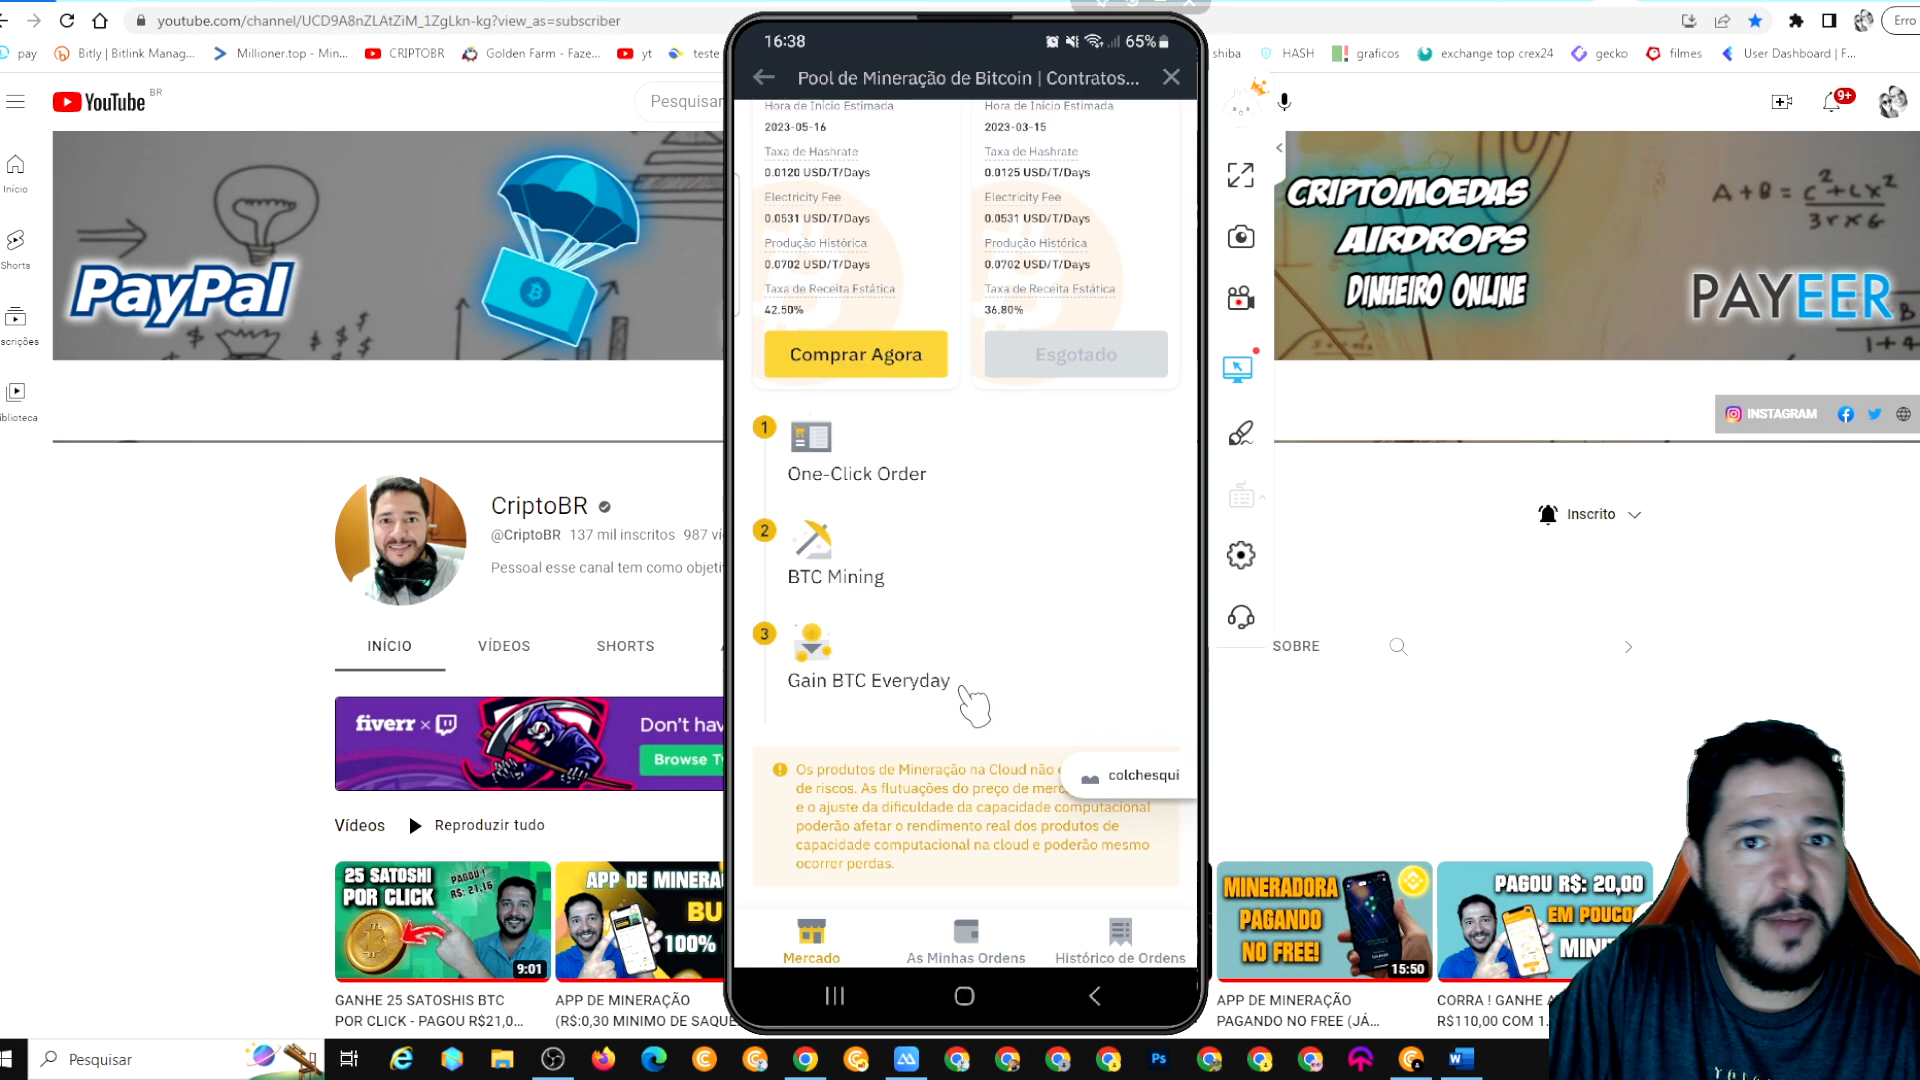 youtube.com/channel/UCD9A8nZLAtZiM_1ZgLkn-kg?view_as=subscriber
Erro
pay
Bitly | Bitlink Manag...
Millioner.top - Min...
CRIPTOBR
Golden Farm - Faze...
yt
teste
shiba
HASH
graficos
exchange top crex24
gecko
filmes
User Dashboard | F...
YouTube BR
Pesquisar
9+
Início
Shorts
scrições
blioteca
PayPal
CRIPTOMOEDAS
AIRDROPS
DINHEIRO ONLINE
PAYEER
INSTAGRAM
CriptoBR
@CriptoBR 137 mil inscritos 987 ví
Pessoal esse canal tem como objeti
Inscrito
INÍCIO
VÍDEOS
SHORTS
SOBRE
fiverr x
Don't hav
Browse T
Vídeos
Reproduzir tudo
25 SATOSHI
POR CLICK
PAGOU !
R$: 21,16
9:01
GANHE 25 SATOSHIS BTC
POR CLICK - PAGOU R$21,0...
APP DE MINERA
BU
100%
APP DE MINERAÇÃO
(R$:0,30 MINIMO DE SAQUE
MINERADORA
PAGANDO
NO FREE!
15:50
APP DE MINERAÇÃO
PAGANDO NO FREE (JÁ...
PAGOU R$: 20,00
EM POUCO
MIN
CORRA ! GANHE A
R$110,00 COM 1.
16:38
65%
Pool de Mineração de Bitcoin | Contratos...
Hora de Início Estimada
2023-05-16
Taxa de Hashrate
0.0120 USD/T/Days
Electricity Fee
0.0531 USD/T/Days
Produção Histórica
0.0702 USD/T/Days
Taxa de Receita Estática
42.50%
Comprar Agora
Hora de Início Estimada
2023-03-15
Taxa de Hashrate
0.0125 USD/T/Days
Electricity Fee
0.0531 USD/T/Days
Produção Histórica
0.0702 USD/T/Days
Taxa de Receita Estática
36.80%
Esgotado
1
One-Click Order
2
BTC Mining
3
Gain BTC Everyday
Os produtos de Mineração na Cloud não
de riscos. As flutuações do preço de merc
e o ajuste da dificuldade da capacidade computacional
poderão afetar o rendimento real dos produtos de
capacidade computacional na cloud e poderão mesmo
ocorrer perdas.
colchesqui
Mercado
As Minhas Ordens
Histórico de Ordens
Pesquisar
Ps